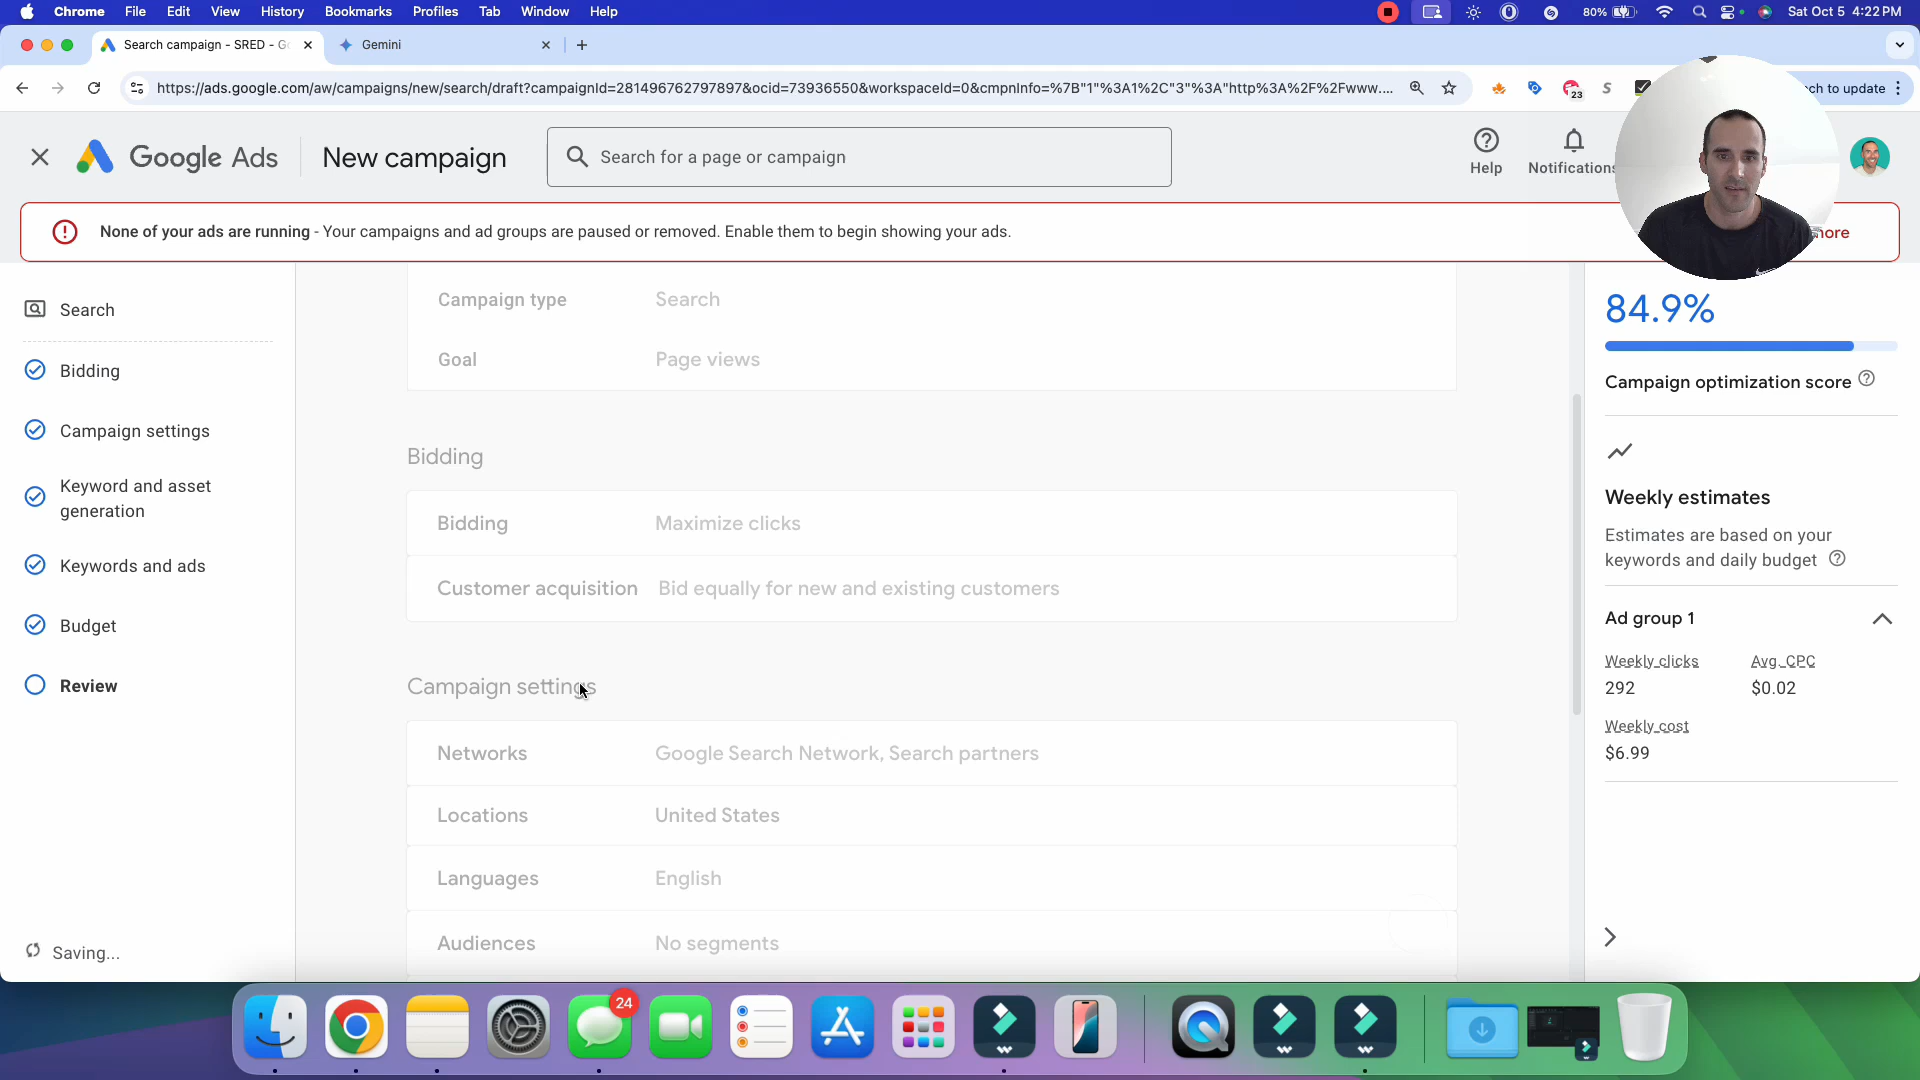 Chrome File Edit View History Bookmarks Profiles Tab Window Help 80% Sat Oct 5 4:22 PM
Search campaign - SRED - Go Gemini
https://ads.google.com/aw/campaigns/new/search/draft?campaignId=281496762797897&ocid=73936550&workspaceId=0&cmpnInfo=%7B"1"%3A1%2C"3"%3A"http%3A%2F%2Fwww.... 23 ch to update
Google Ads New campaign Search for a page or campaign Help Notifications
None of your ads are running - Your campaigns and ad groups are paused or removed. Enable them to begin showing your ads. more
Search
Bidding
Campaign settings
Keyword and asset
generation
Keywords and ads
Budget
Review
Saving...
Campaign type Search
Goal Page views
Bidding
Bidding Maximize clicks
Customer acquisition Bid equally for new and existing customers
Campaign settings
Networks Google Search Network, Search partners
Locations United States
Languages English
Audiences No segments
84.9%
Campaign optimization score
Weekly estimates
Estimates are based on your
keywords and daily budget
Ad group 1
Weekly clicks Avg. CPC
292 $0.02
Weekly cost
$6.99
24